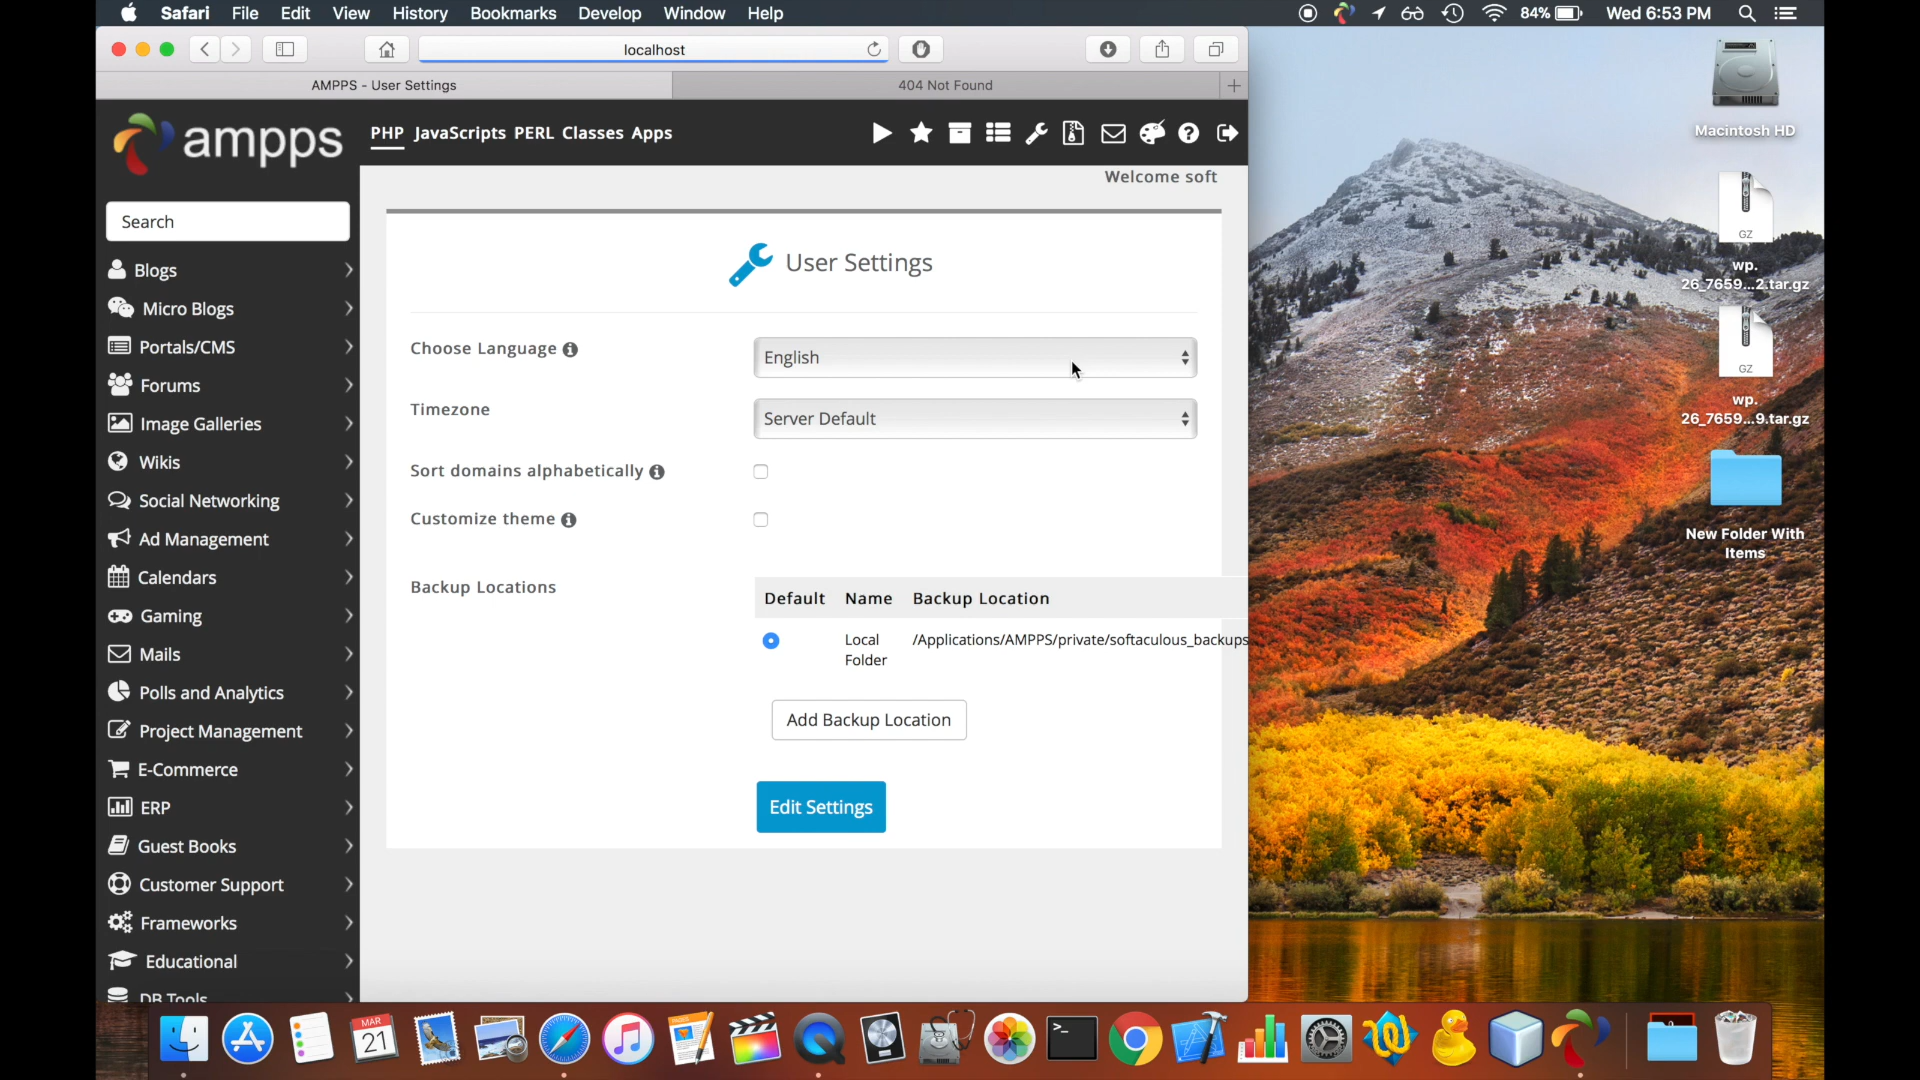 Safari File Edit View History Bookmarks Develop Window Help
84% Wed 6:53 PM
localhost
AMPPS - User Settings
404 Not Found
ampps
PHP JavaScripts PERL Classes Apps
Welcome soft
Search
Blogs
Micro Blogs
Portals/CMS
Forums
Image Galleries
Wikis
Social Networking
Ad Management
Calendars
Gaming
Mails
Polls and Analytics
Project Management
E-Commerce
ERP
Guest Books
Customer Support
Frameworks
Educational
DB Tools
User Settings
Choose Language
English
Timezone
Server Default
Sort domains alphabetically
Customize theme
Backup Locations
Default Name Backup Location
Local
Folder
/Applications/AMPPS/private/softaculous_backups
Add Backup Location
Edit Settings
Macintosh HD
GZ
wp.
26_7659...2.tar.gz
GZ
wp.
26_7659...9.tar.gz
New Folder With
Items
MAR
21